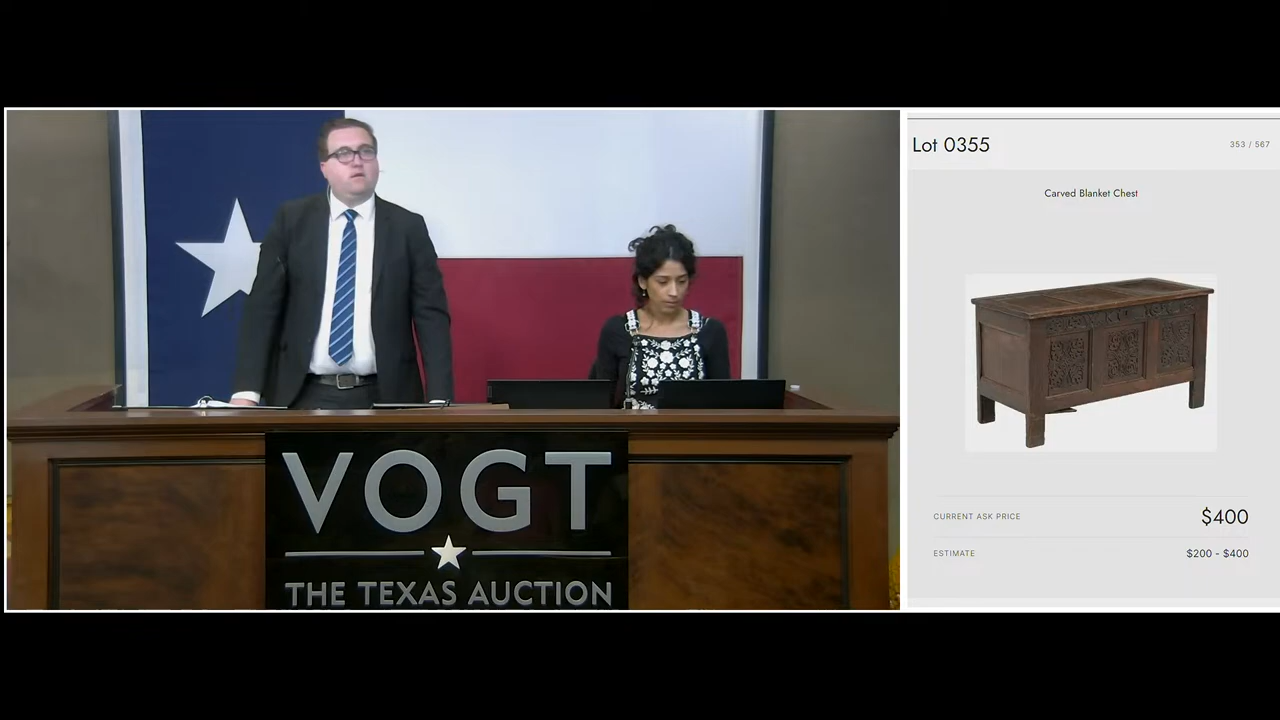 VOGT
THE TEXAS AUCTION
Lot 0355
353 / 567
Carved Blanket Chest
CURRENT ASK PRICE
$400
ESTIMATE
$200 - $400